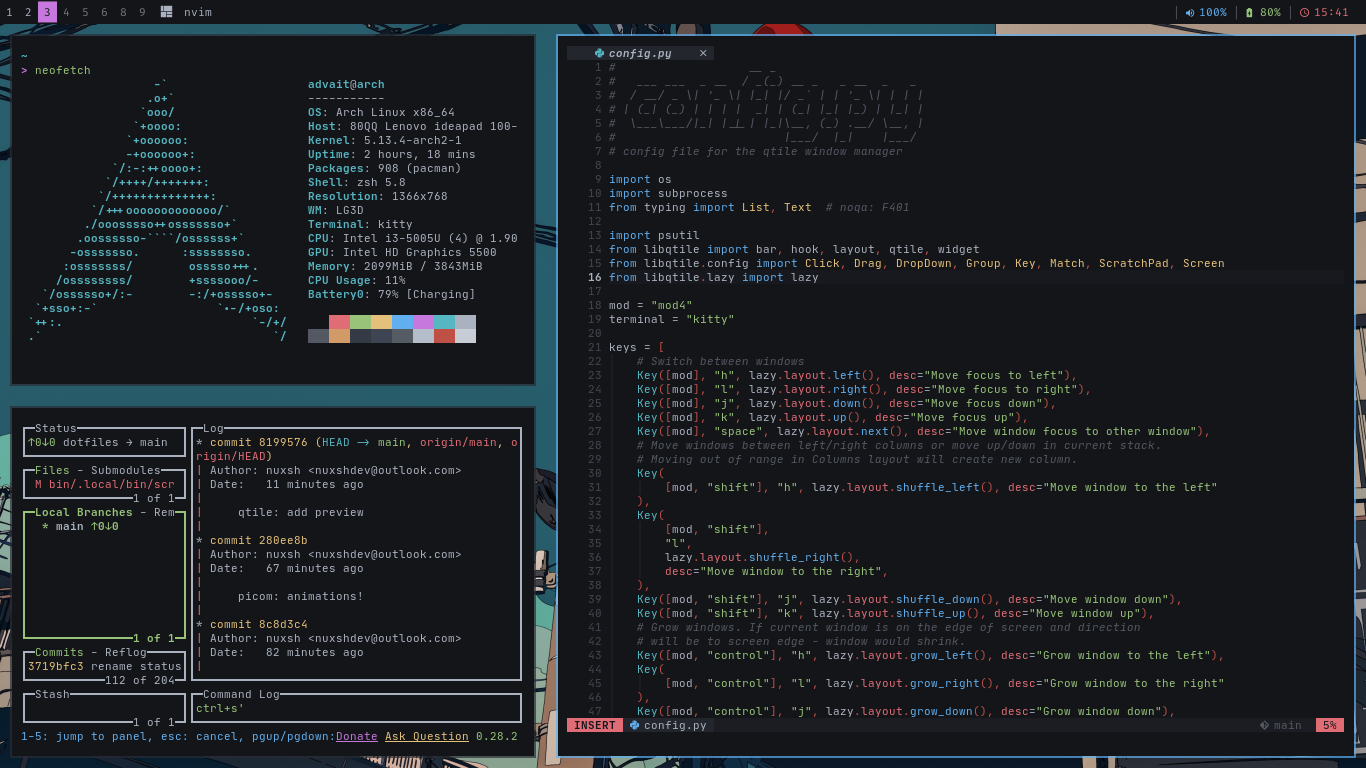 1 2 3 4 5 6 8 9 nvim 100% 80% 15:41
~
> neofetch
advait@arch
-----------
OS: Arch Linux x86_64
Host: 80QQ Lenovo ideapad 100-
Kernel: 5.13.4-arch2-1
Uptime: 2 hours, 18 mins
Packages: 908 (pacman)
Shell: zsh 5.8
Resolution: 1366x768
WM: LG3D
Terminal: kitty
CPU: Intel i3-5005U (4) @ 1.90
GPU: Intel HD Graphics 5500
Memory: 2099MiB / 3843MiB
CPU Usage: 11%
Battery0: 79% [Charging]
Status
↑0↓0 dotfiles → main
Files - Submodules
M bin/.local/bin/scr
1 of 1
Local Branches - Rem
* main ↑0↓0
1 of 1
Commits - Reflog
3719bfc3 rename status
112 of 204
Stash
1 of 1
Log
* commit 8199576 (HEAD -> main, origin/main, o
rigin/HEAD)
| Author: nuxsh <nuxshdev@outlook.com>
| Date:   11 minutes ago
|
|     qtile: add preview
|
* commit 280ee8b
| Author: nuxsh <nuxshdev@outlook.com>
| Date:   67 minutes ago
|
|     picom: animations!
|
* commit 8c8d3c4
| Author: nuxsh <nuxshdev@outlook.com>
| Date:   82 minutes ago
|
Command Log
ctrl+s'
1-5: jump to panel, esc: cancel, pgup/pgdown:Donate Ask Question 0.28.2
config.py ×
1 #
2 #
3 #
4 # config.py
5 #
6 #
7 # config file for the qtile window manager
8
9 import os
10 import subprocess
11 from typing import List, Text  # noqa: F401
12
13 import psutil
14 from libqtile import bar, hook, layout, qtile, widget
15 from libqtile.config import Click, Drag, DropDown, Group, Key, Match, ScratchPad, Screen
16 from libqtile.lazy import lazy
17
18 mod = "mod4"
19 terminal = "kitty"
20
21 keys = [
22     # Switch between windows
23     Key([mod], "h", lazy.layout.left(), desc="Move focus to left"),
24     Key([mod], "l", lazy.layout.right(), desc="Move focus to right"),
25     Key([mod], "j", lazy.layout.down(), desc="Move focus down"),
26     Key([mod], "k", lazy.layout.up(), desc="Move focus up"),
27     Key([mod], "space", lazy.layout.next(), desc="Move window focus to other window"),
28     # Move windows between left/right columns or move up/down in current stack.
29     # Moving out of range in Columns layout will create new column.
30     Key(
31         [mod, "shift"], "h", lazy.layout.shuffle_left(), desc="Move window to the left"
32     ),
33     Key(
34         [mod, "shift"],
35         "l",
36         lazy.layout.shuffle_right(),
37         desc="Move window to the right",
38     ),
39     Key([mod, "shift"], "j", lazy.layout.shuffle_down(), desc="Move window down"),
40     Key([mod, "shift"], "k", lazy.layout.shuffle_up(), desc="Move window up"),
41     # Grow windows. If current window is on the edge of screen and direction
42     # will be to screen edge - window would shrink.
43     Key([mod, "control"], "h", lazy.layout.grow_left(), desc="Grow window to the left"),
44     Key(
45         [mod, "control"], "l", lazy.layout.grow_right(), desc="Grow window to the right"
46     ),
47     Key([mod, "control"], "j", lazy.layout.grow_down(), desc="Grow window down"),
INSERT config.py main 5%